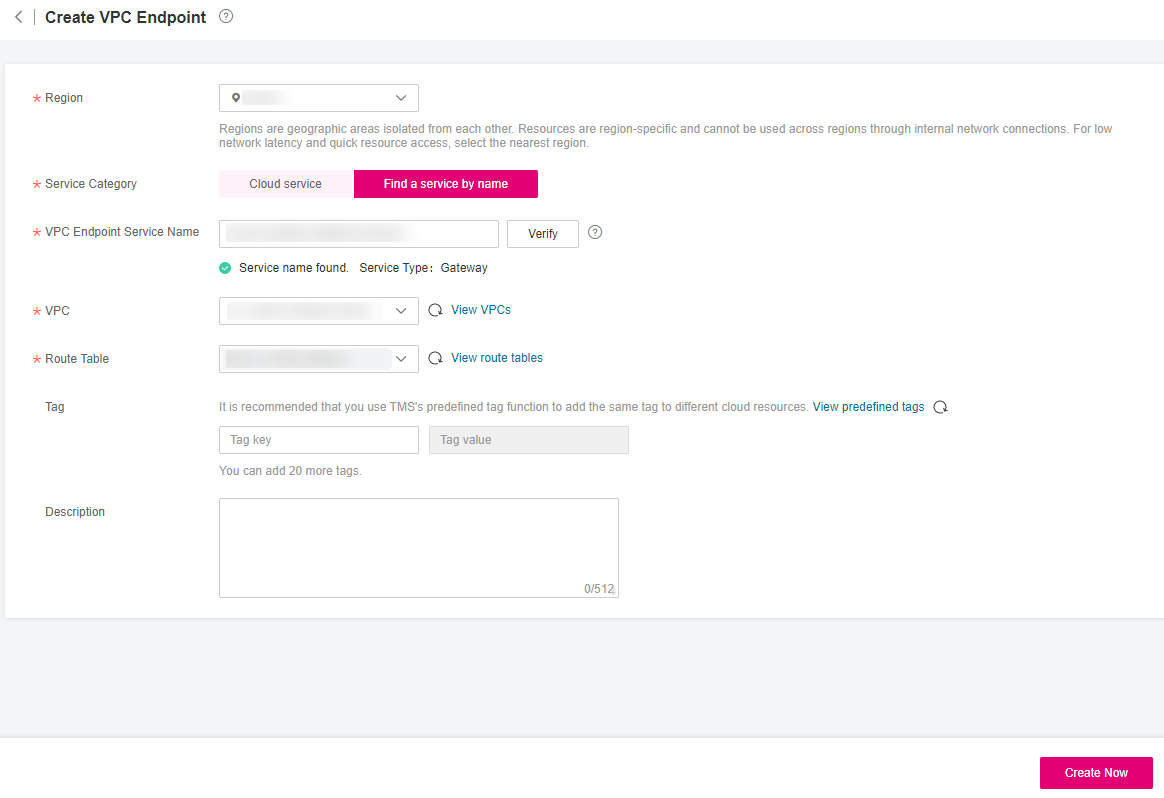 Create VPC Endpoint ?
* Region
Regions are geographic areas isolated from each other. Resources are region-specific and cannot be used across regions through internal network connections. For low
network latency and quick resource access, select the nearest region.
* Service Category Cloud service Find a service by name
* VPC Endpoint Service Name Verify ?
Service name found. Service Type: Gateway
* VPC View VPCs
* Route Table View route tables
Tag It is recommended that you use TMS's predefined tag function to add the same tag to different cloud resources. View predefined tags
Tag key Tag value
You can add 20 more tags.
Description
0/512
Create Now